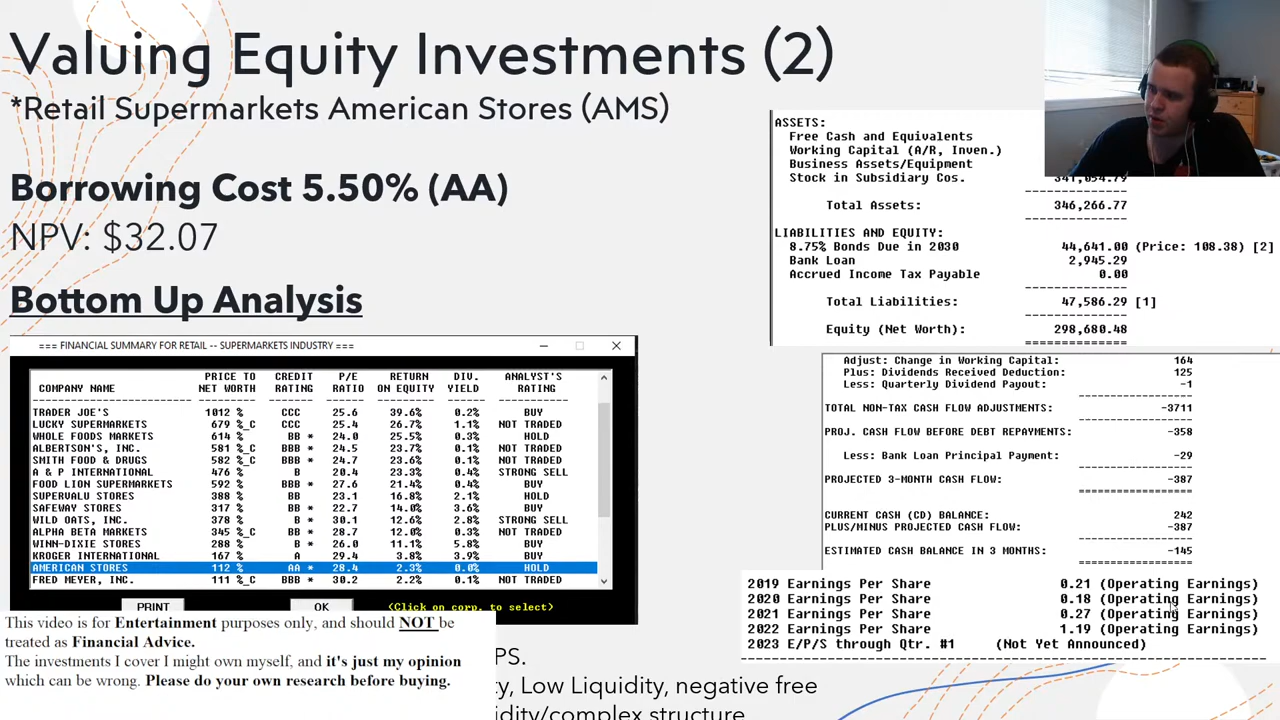 Valuing Equity Investments (2)
*Retail Supermarkets American Stores (AMS)
Borrowing Cost 5.50% (AA)
NPV: $32.07
Bottom Up Analysis
=== FINANCIAL SUMMARY FOR RETAIL -- SUPERMARKETS INDUSTRY ===
PRICE TO CREDIT P/E RETURN DIV. ANALYST'S
COMPANY NAME NET WORTH RATING RATIO ON EQUITY YIELD RATING
TRADER JOE'S 1012 % CCC 25.6 39.6% 0.2% BUY
LUCKY SUPERMARKETS 679 %_C CCC 25.4 26.7% 1.1% NOT TRADED
WHOLE FOODS MARKETS 614 % BB * 24.0 25.5% 0.3% HOLD
ALBERTSON'S, INC. 581 %_C BBB * 24.5 23.7% 0.1% NOT TRADED
SMITH FOOD & DRUGS 582 %_C BBB * 24.7 23.6% 0.1% NOT TRADED
A & P INTERNATIONAL 476 % BB 20.4 23.3% 0.4% STRONG SELL
FOOD LION SUPERMARKETS 592 % BBB * 27.6 21.4% 0.4% BUY
SUPERVALU STORES 388 % BB 23.1 16.8% 2.1% HOLD
SAFEWAY STORES 317 % BB * 22.7 14.0% 3.6% BUY
WILD OATS, INC. 378 % B * 30.1 12.6% 2.8% STRONG SELL
ALPHA BETA MARKETS 345 %_C BB * 28.7 12.0% 0.3% NOT TRADED
WINN-DIXIE STORES 288 % B * 26.0 11.1% 5.8% BUY
KROGER INTERNATIONAL 167 % A 29.4 3.8% 3.9% BUY
AMERICAN STORES 112 % AA * 28.4 2.3% 0.0% HOLD
FRED MEYER, INC. 111 %_C BBB * 30.2 2.2% 0.1% NOT TRADED
PRINT OK (Click on corp. to select)
This video is for Entertainment purposes only, and should NOT be
treated as Financial Advice.
The investments I cover I might own myself, and it's just my opinion
which can be wrong. Please do your own research before buying.
PS.
ty, Low Liquidity, negative free
idity/complex structure
ASSETS:
Free Cash and Equivalents
Working Capital (A/R, Inven.)
Business Assets/Equipment
Stock in Subsidiary Cos. 341,054.79
Total Assets: 346,266.77
LIABILITIES AND EQUITY:
8.75% Bonds Due in 2030 44,641.00 (Price: 108.38) [2]
Bank Loan 2,945.29
Accrued Income Tax Payable 0.00
Total Liabilities: 47,586.29 [1]
Equity (Net Worth): 298,680.48
Adjust: Change in Working Capital: 164
Plus: Dividends Received Deduction: 125
Less: Quarterly Dividend Payout: -1
TOTAL NON-TAX CASH FLOW ADJUSTMENTS: -3711
PROJ. CASH FLOW BEFORE DEBT REPAYMENTS: -358
Less: Bank Loan Principal Payment: -29
PROJECTED 3-MONTH CASH FLOW: -387
CURRENT CASH (CD) BALANCE: 242
PLUS/MINUS PROJECTED CASH FLOW: -387
ESTIMATED CASH BALANCE IN 3 MONTHS: -145
2019 Earnings Per Share 0.21 (Operating Earnings)
2020 Earnings Per Share 0.18 (Operating Earnings)
2021 Earnings Per Share 0.27 (Operating Earnings)
2022 Earnings Per Share 1.19 (Operating Earnings)
2023 E/P/S through Qtr. #1 (Not Yet Announced)